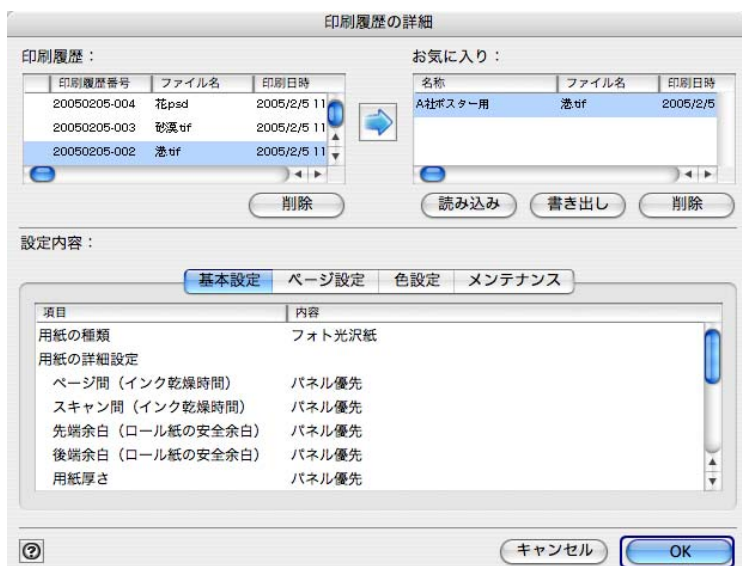 印刷履歴の詳細
印刷履歴：
お気に入り：
印刷履歴番号 ファイル名 印刷日時
名称 ファイル名 印刷日時
20050205-004 花psd 2005/2/5 11
A社ポスター用 港.tif 2005/2/5
20050205-003 砂漠.tif 2005/2/5 11
20050205-002 港.tif 2005/2/5 11
削除
読み込み 書き出し 削除
設定内容：
基本設定 ページ設定 色設定 メンテナンス
項目 内容
用紙の種類 フォト光沢紙
用紙の詳細設定
ページ間（インク乾燥時間） パネル優先
スキャン間（インク乾燥時間） パネル優先
先端余白（ロール紙の安全余白） パネル優先
後端余白（ロール紙の安全余白） パネル優先
用紙厚さ パネル優先
? キャンセル OK